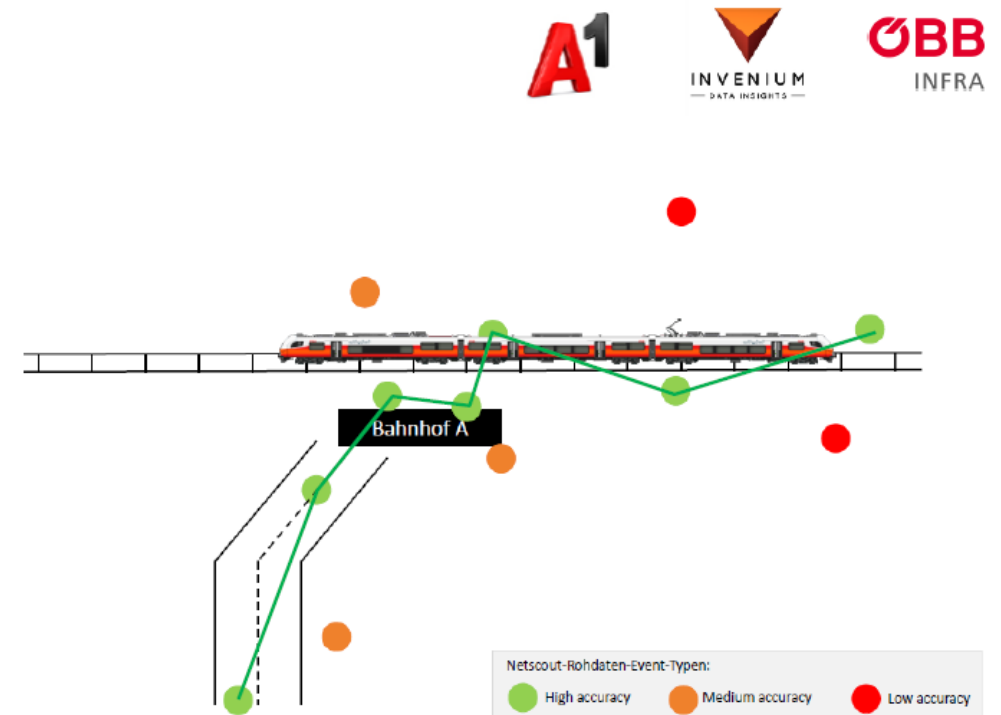 A1
INVENIUM
DATA INSIGHTS
ÖBB
INFRA
Bahnhof A
Netscout-Rohdaten-Event-Typen:
High accuracy
Medium accuracy
Low accuracy